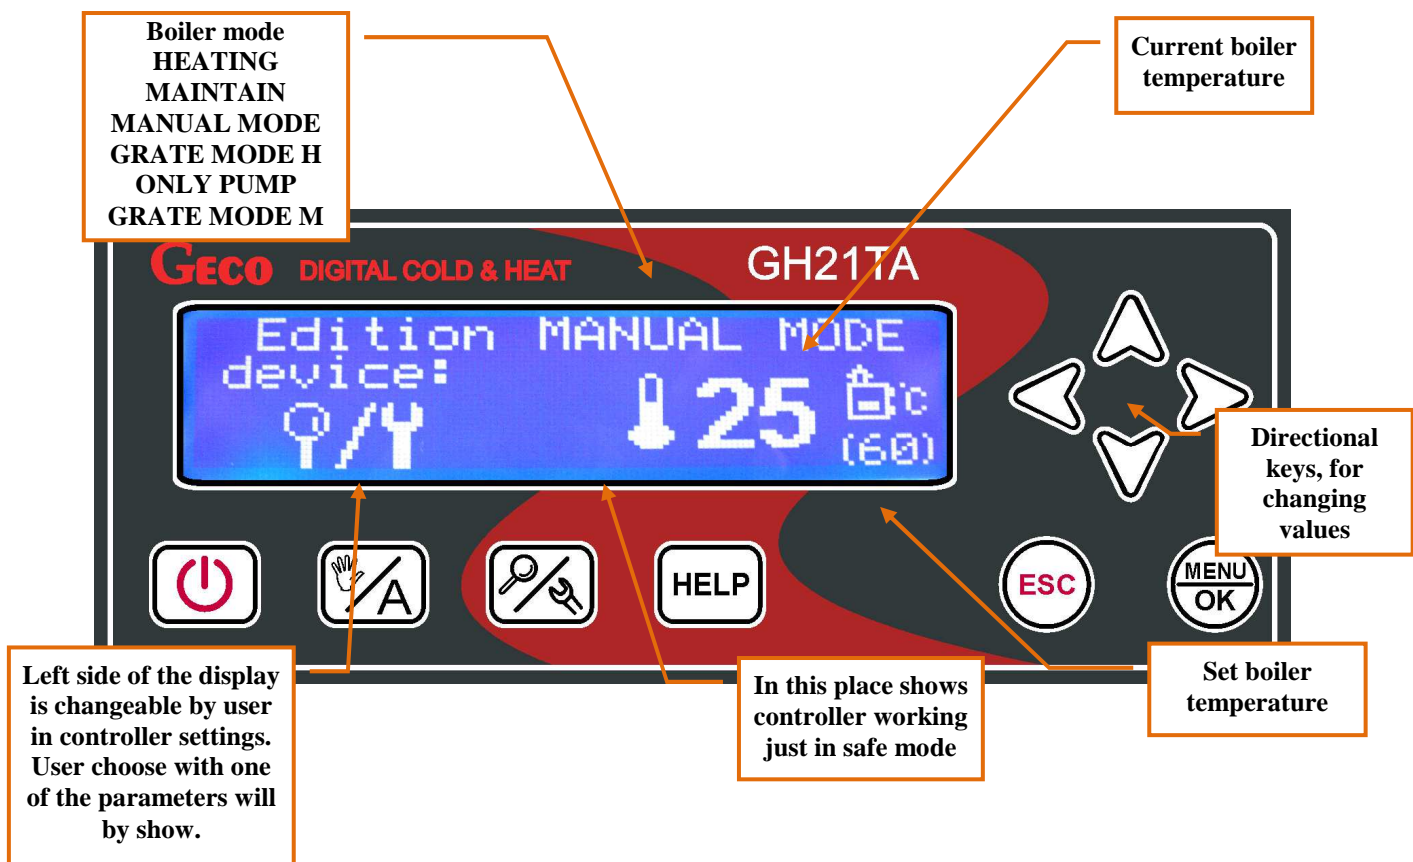 Boiler mode
HEATING
MAINTAIN
MANUAL MODE
GRATE MODE H
ONLY PUMP
GRATE MODE M
Current boiler
temperature
GECO DIGITAL COLD & HEAT
GH21TA
Edition MANUAL MODE
device:
25 °C
(60)
Directional
keys, for
changing
values
A
HELP
ESC
MENU
OK
Left side of the display
is changeable by user
in controller settings.
User choose with one
of the parameters will
by show.
In this place shows
controller working
just in safe mode
Set boiler
temperature